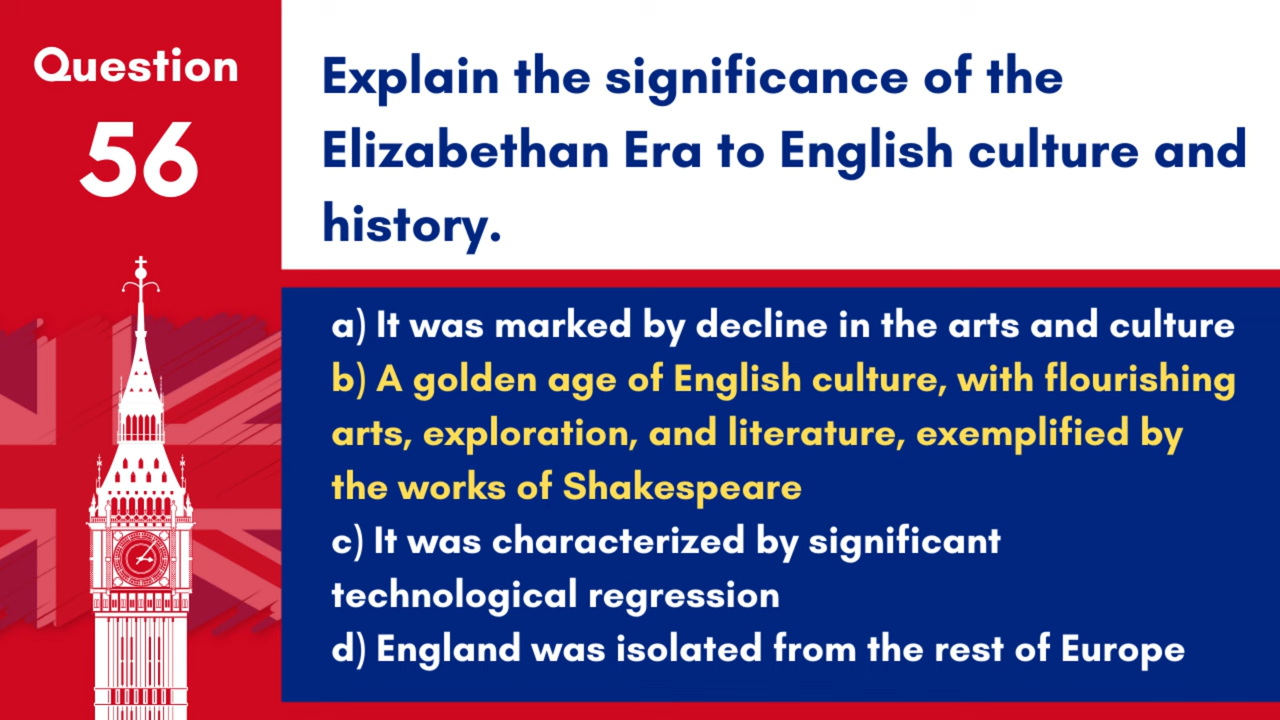 Question
56
Explain the significance of the
Elizabethan Era to English culture and
history.
a) It was marked by decline in the arts and culture
b) A golden age of English culture, with flourishing
arts, exploration, and literature, exemplified by
the works of Shakespeare
c) It was characterized by significant
technological regression
d) England was isolated from the rest of Europe